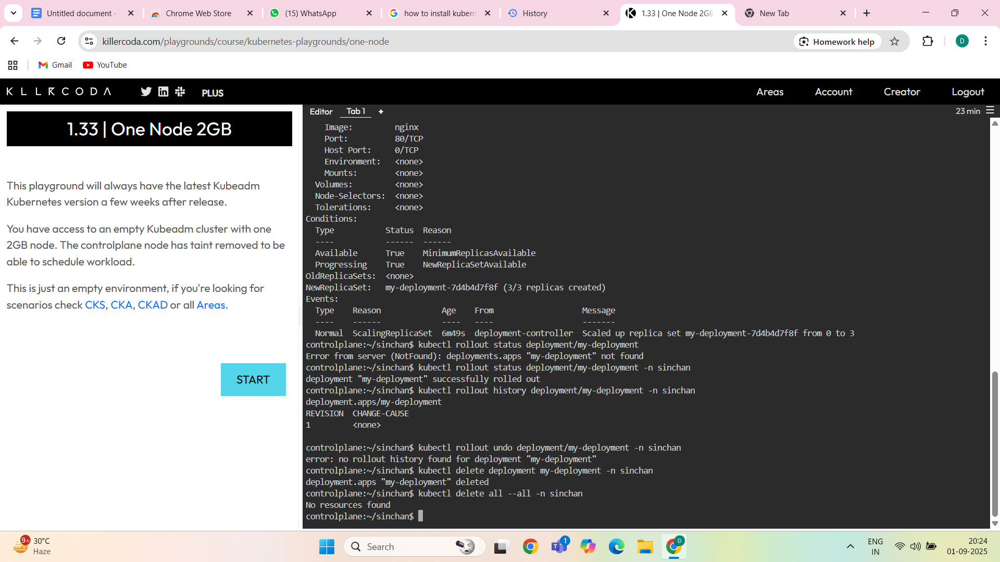 Untitled document -
Chrome Web Store
(15) WhatsApp
how to install kubern
History
1.33 | One Node 2GB
New Tab
killercoda.com/playgrounds/course/kubernetes-playgrounds/one-node
Homework help
D
Gmail
YouTube
KLLRCODA
PLUS
Areas
Account
Creator
Logout
1.33 | One Node 2GB
This playground will always have the latest Kubeadm
Kubernetes version a few weeks after release.
You have access to an empty Kubeadm cluster with one
2GB node. The controlplane node has taint removed to be
able to schedule workload.
This is just an empty environment, if you're looking for
scenarios check CKS, CKA, CKAD or all Areas.
START
Editor Tab 1 +
23 min
Image: nginx
Port: 80/TCP
Host Port: 0/TCP
Environment: <none>
Mounts: <none>
Volumes: <none>
Node-Selectors: <none>
Tolerations: <none>
Conditions:
Type Status Reason
---- ------ ------
Available True MinimumReplicasAvailable
Progressing True NewReplicaSetAvailable
OldReplicaSets: <none>
NewReplicaSet: my-deployment-7d4b4d7f8f (3/3 replicas created)
Events:
Type Reason Age From Message
---- ------ ---- ---- -------
Normal ScalingReplicaSet 6m49s deployment-controller Scaled up replica set my-deployment-7d4b4d7f8f from 0 to 3
controlplane:~/sinchan$ kubectl rollout status deployment/my-deployment
Error from server (NotFound): deployments.apps "my-deployment" not found
controlplane:~/sinchan$ kubectl rollout status deployment/my-deployment -n sinchan
deployment "my-deployment" successfully rolled out
controlplane:~/sinchan$ kubectl rollout history deployment/my-deployment -n sinchan
deployment.apps/my-deployment
REVISION CHANGE-CAUSE
1 <none>
controlplane:~/sinchan$ kubectl rollout undo deployment/my-deployment -n sinchan
error: no rollout history found for deployment "my-deployment"
controlplane:~/sinchan$ kubectl delete deployment my-deployment -n sinchan
deployment.apps "my-deployment" deleted
controlplane:~/sinchan$ kubectl delete all --all -n sinchan
No resources found
controlplane:~/sinchan$
9+
30°C
Haze
Search
1
D
ENG
IN
20:24
01-09-2025